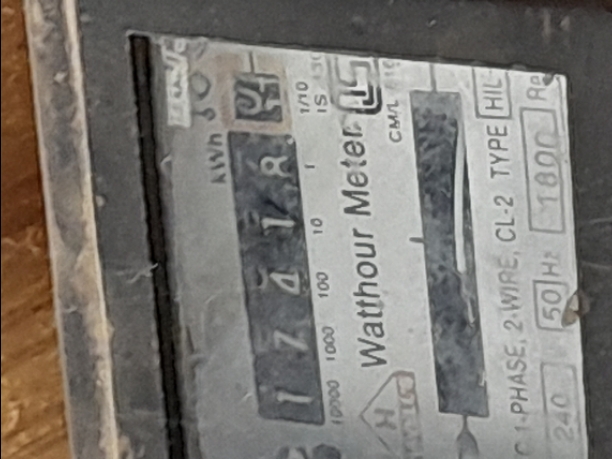 kWh
1 7 4 1 8
10000 1000 100 10 1 1/10
IS
Watthour Meter
CM/L
1-PHASE, 2-WIRE, CL-2 TYPE HIL
240 50 Hz 1800